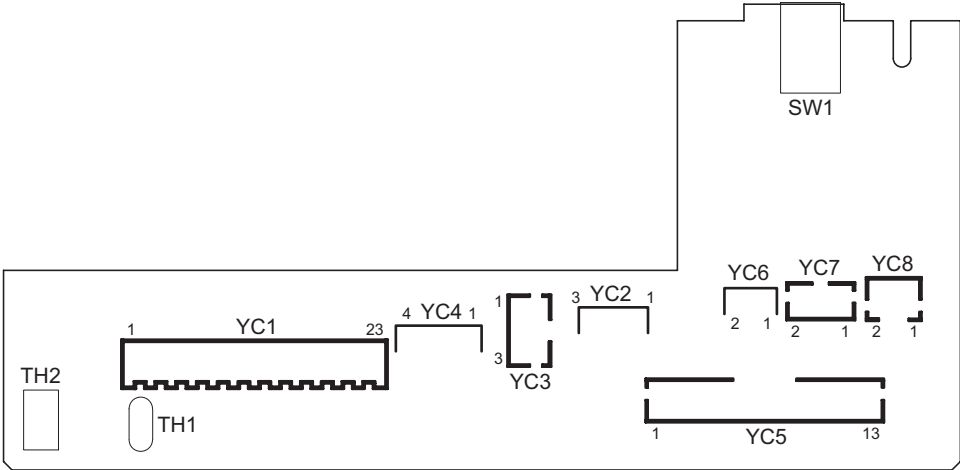 SW1
YC6 YC7 YC8
2 1 2 1 2 1
1 YC1 23
4 YC4 1
1
3
YC3
3 YC2 1
TH2
TH1
1 YC5 13